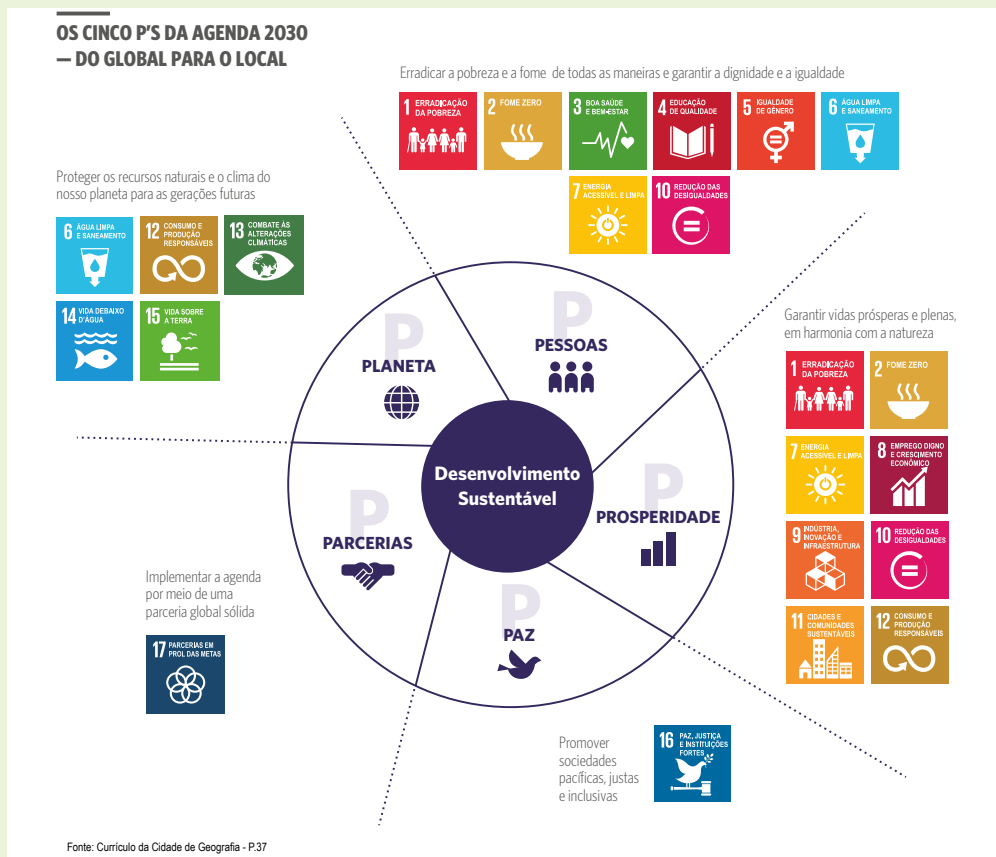 OS CINCO P'S DA AGENDA 2030
— DO GLOBAL PARA O LOCAL
Erradicar a pobreza e a fome de todas as maneiras e garantir a dignidade e a igualdade
1 ERRADICAÇÃO
DA POBREZA
2 FOME ZERO
3 BOA SAÚDE
E BEM-ESTAR
4 EDUCAÇÃO
DE QUALIDADE
5 IGUALDADE
DE GÊNERO
6 ÁGUA LIMPA
E SANEAMENTO
7 ENERGIA
ACESSÍVEL E LIMPA
10 REDUÇÃO DAS
DESIGUALDADES
Proteger os recursos naturais e o clima do
nosso planeta para as gerações futuras
6 ÁGUA LIMPA
E SANEAMENTO
12 CONSUMO E
PRODUÇÃO
RESPONSÁVEIS
13 COMBATE ÀS
ALTERAÇÕES
CLIMÁTICAS
14 VIDA DEBAIXO
D'ÁGUA
15 VIDA SOBRE
A TERRA
P
PLANETA
P
PESSOAS
Garantir vidas prósperas e plenas,
em harmonia com a natureza
1 ERRADICAÇÃO
DA POBREZA
2 FOME ZERO
7 ENERGIA
ACESSÍVEL E LIMPA
8 EMPREGO DIGNO
E CRESCIMENTO
ECONÔMICO
9 INDÚSTRIA,
INOVAÇÃO E
INFRAESTRUTURA
10 REDUÇÃO DAS
DESIGUALDADES
11 CIDADES E
COMUNIDADES
SUSTENTÁVEIS
12 CONSUMO E
PRODUÇÃO
RESPONSÁVEIS
Desenvolvimento
Sustentável
P
PARCERIAS
P
PROSPERIDADE
P
PAZ
Implementar a agenda
por meio de uma
parceria global sólida
17 PARCERIAS EM
PROL DAS METAS
Promover
sociedades
pacíficas, justas
e inclusivas
16 PAZ, JUSTIÇA
E INSTITUIÇÕES
FORTES
Fonte: Currículo da Cidade de Geografia - P.37